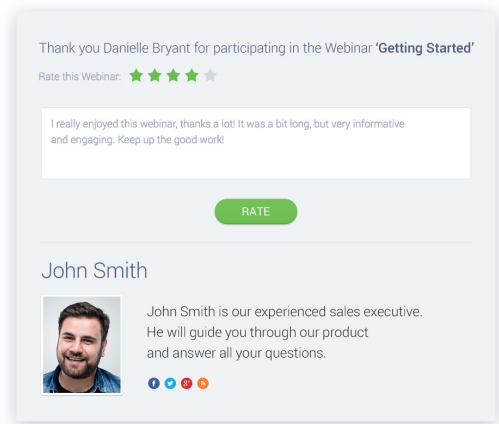 Thank you Danielle Bryant for participating in the Webinar ‘Getting Started’
Rate this Webinar:
I really enjoyed this webinar, thanks a lot! It was a bit long, but very informative
and engaging. Keep up the good work!
RATE
John Smith
John Smith is our experienced sales executive.
He will guide you through our product
and answer all your questions.